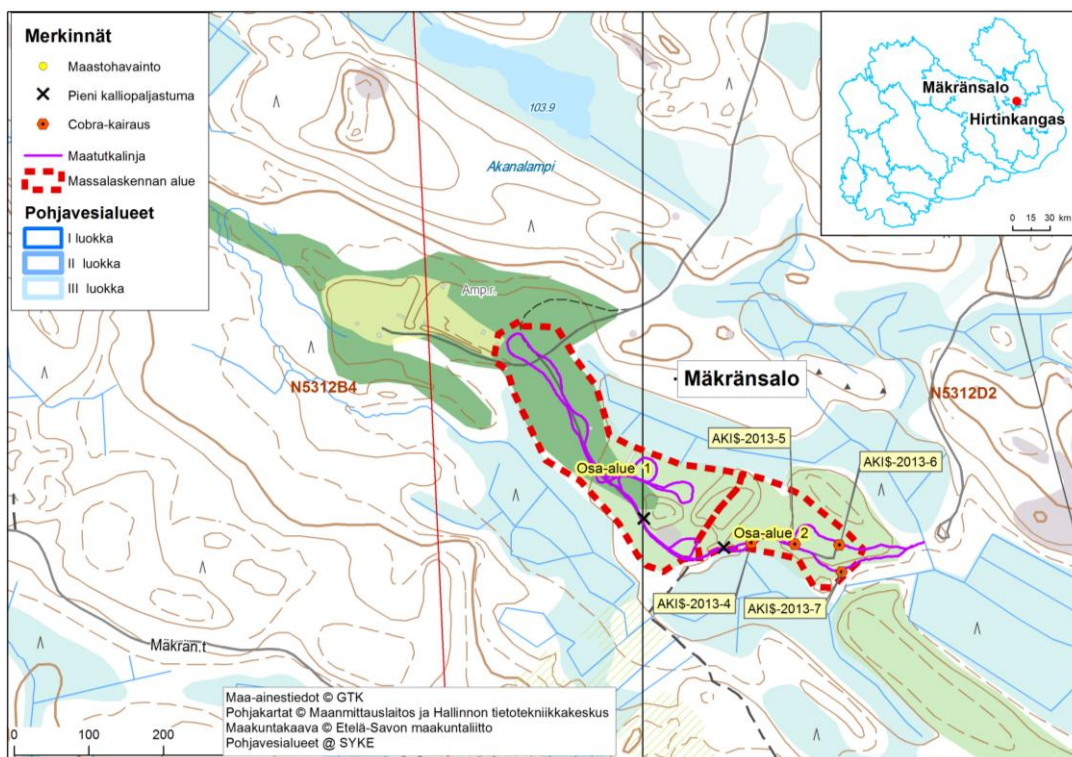 Merkinnät
Maastohavainto
Pieni kalliopaljastuma
Cobra-kairaus
Maatutkalinja
Massalaskennan alue
Pohjavesialueet
I luokka
II luokka
III luokka
103.9
Akanalampi
Mäkränsalo
Hirtinkangas
0 15 30 km
Amp.r.
N5312B4
Mäkränsalo
N5312D2
AKI$-2013-5
AKI$-2013-6
Osa-alue 1
Osa-alue 2
AKI$-2013-4
AKI$-2013-7
Mäkrän.t
Maa-ainestiedot © GTK
Pohjakartat © Maanmittauslaitos ja Hallinnon tietotekniikkakeskus
Maakuntakaava © Etelä-Savon maakuntaliitto
Pohjavesialueet @ SYKE
0 100 200